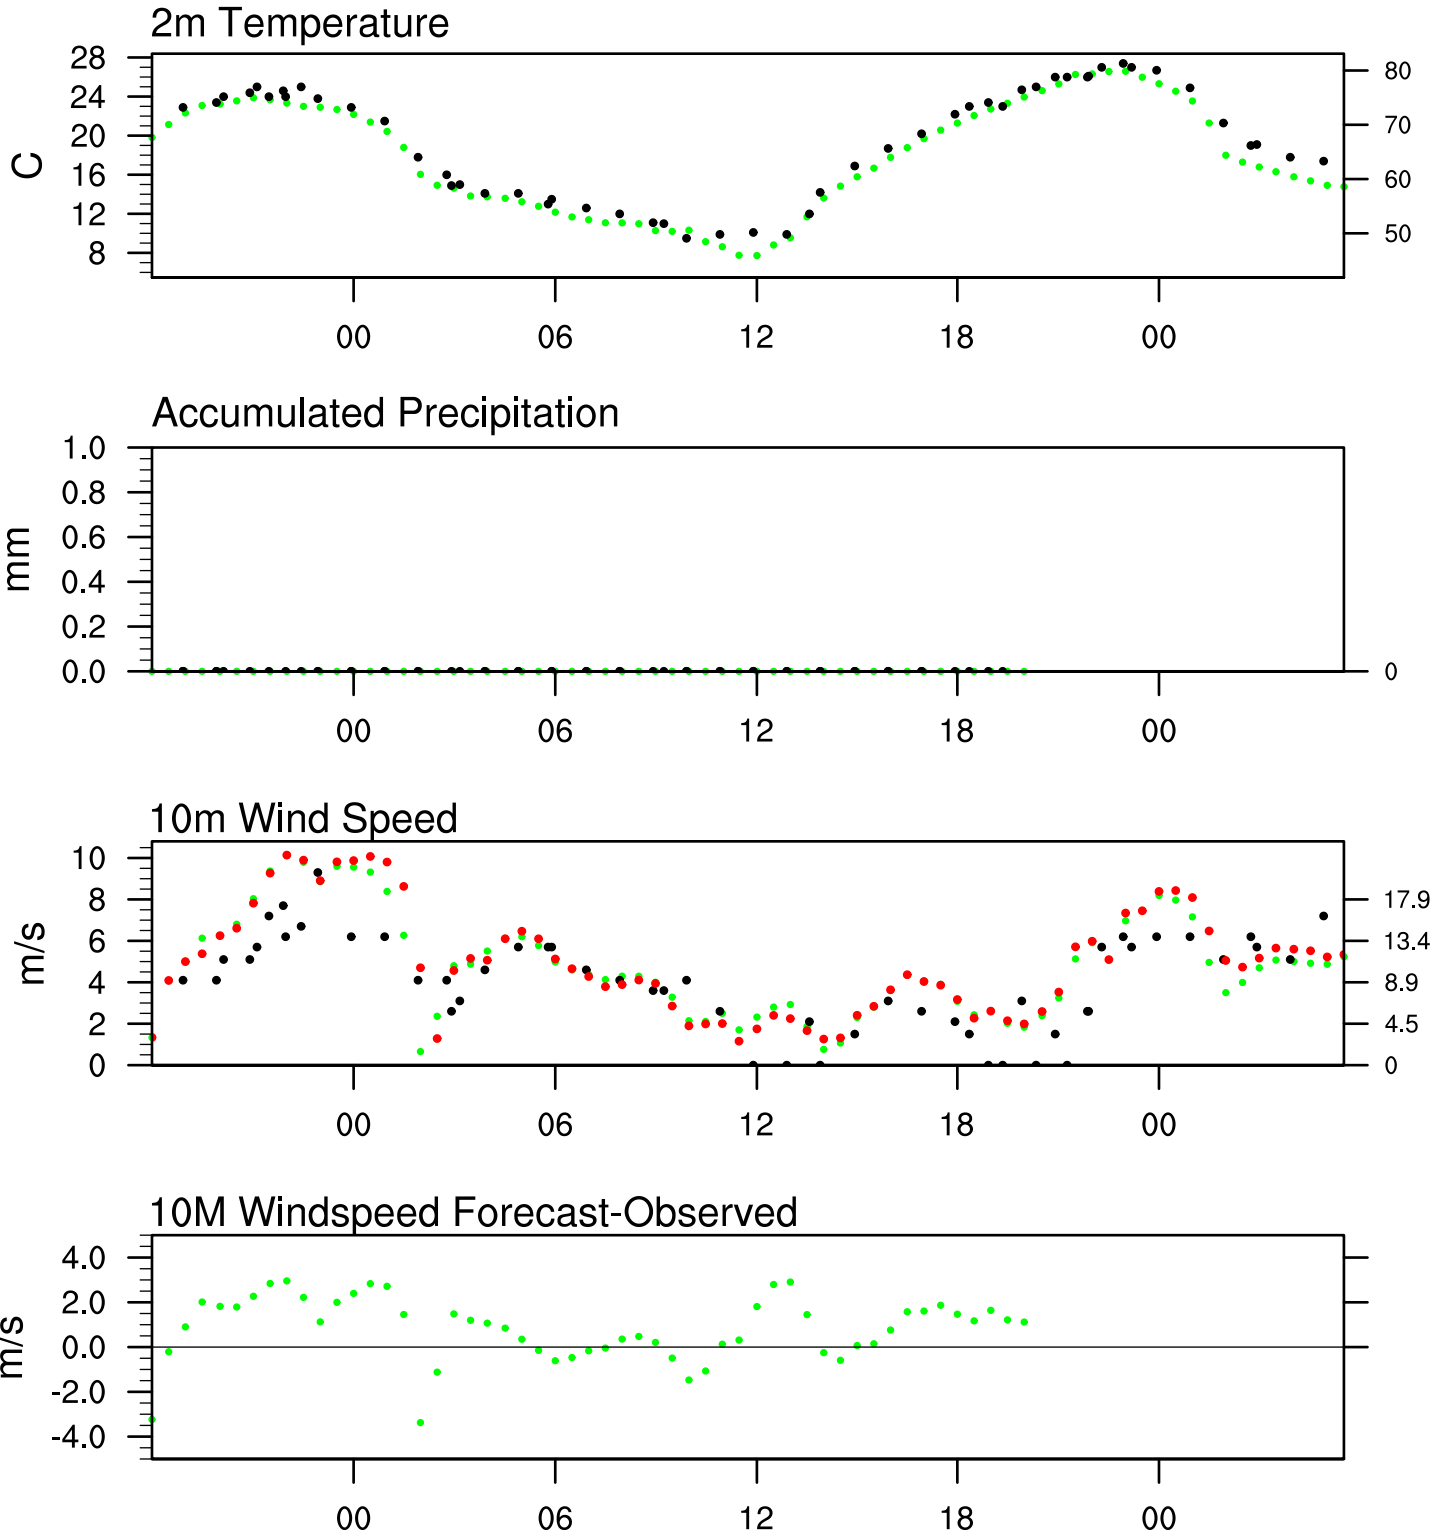 2m Temperature
28
24
20
16
12
8
C
80
70
60
50
00 06 12 18 00
Accumulated Precipitation
1.0
0.8
0.6
0.4
0.2
0.0
mm
0
00 06 12 18 00
10m Wind Speed
10
8
6
4
2
0
m/s
17.9
13.4
8.9
4.5
0
00 06 12 18 00
10M Windspeed Forecast-Observed
4.0
2.0
0.0
-2.0
-4.0
m/s
00 06 12 18 00